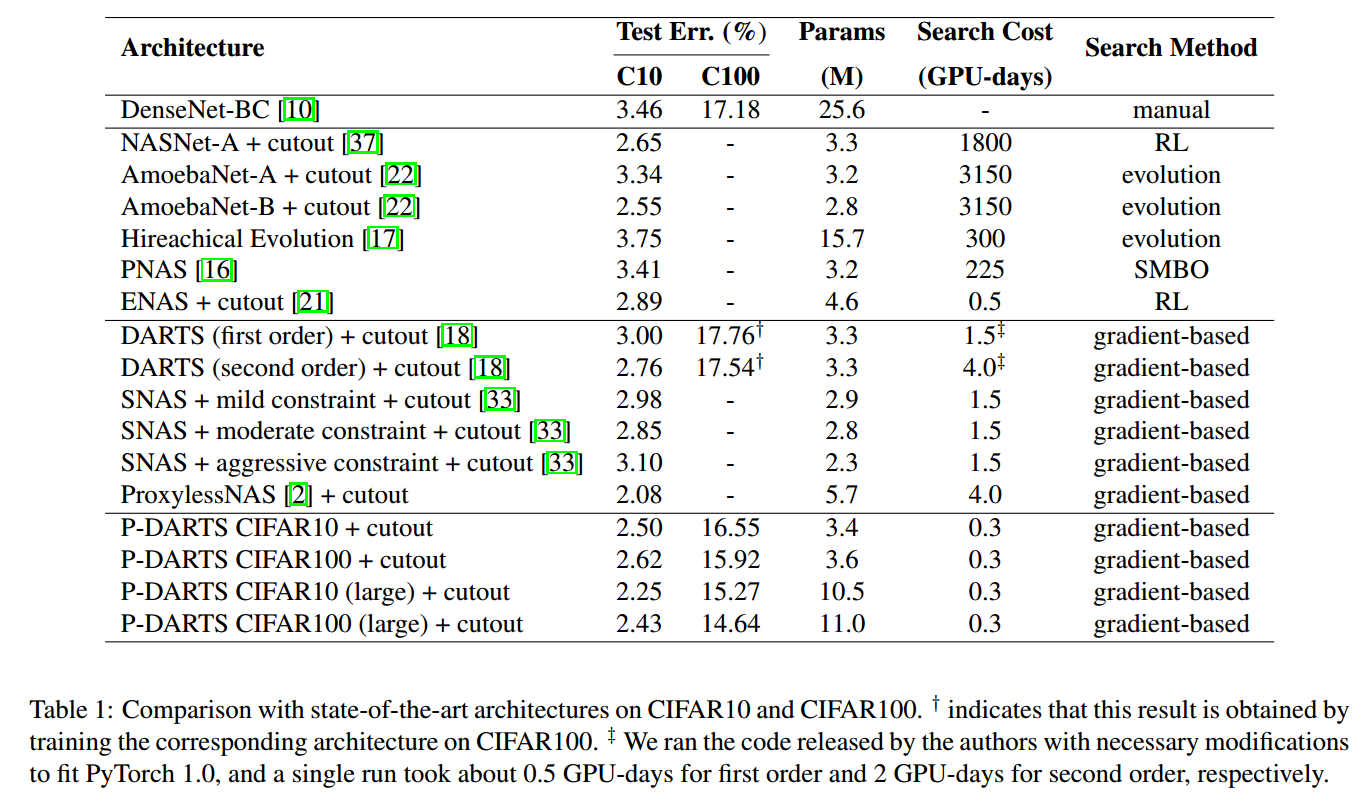 Architecture Test Err. (%) Params Search Cost Search Method
C10 C100 (M) (GPU-days)
DenseNet-BC [10] 3.46 17.18 25.6 - manual
NASNet-A + cutout [37] 2.65 - 3.3 1800 RL
AmoebaNet-A + cutout [22] 3.34 - 3.2 3150 evolution
AmoebaNet-B + cutout [22] 2.55 - 2.8 3150 evolution
Hireachical Evolution [17] 3.75 - 15.7 300 evolution
PNAS [16] 3.41 - 3.2 225 SMBO
ENAS + cutout [21] 2.89 - 4.6 0.5 RL
DARTS (first order) + cutout [18] 3.00 17.76† 3.3 1.5‡ gradient-based
DARTS (second order) + cutout [18] 2.76 17.54† 3.3 4.0‡ gradient-based
SNAS + mild constraint + cutout [33] 2.98 - 2.9 1.5 gradient-based
SNAS + moderate constraint + cutout [33] 2.85 - 2.8 1.5 gradient-based
SNAS + aggressive constraint + cutout [33] 3.10 - 2.3 1.5 gradient-based
ProxylessNAS [2] + cutout 2.08 - 5.7 4.0 gradient-based
P-DARTS CIFAR10 + cutout 2.50 16.55 3.4 0.3 gradient-based
P-DARTS CIFAR100 + cutout 2.62 15.92 3.6 0.3 gradient-based
P-DARTS CIFAR10 (large) + cutout 2.25 15.27 10.5 0.3 gradient-based
P-DARTS CIFAR100 (large) + cutout 2.43 14.64 11.0 0.3 gradient-based
Table 1: Comparison with state-of-the-art architectures on CIFAR10 and CIFAR100. † indicates that this result is obtained by
training the corresponding architecture on CIFAR100. ‡ We ran the code released by the authors with necessary modifications
to fit PyTorch 1.0, and a single run took about 0.5 GPU-days for first order and 2 GPU-days for second order, respectively.